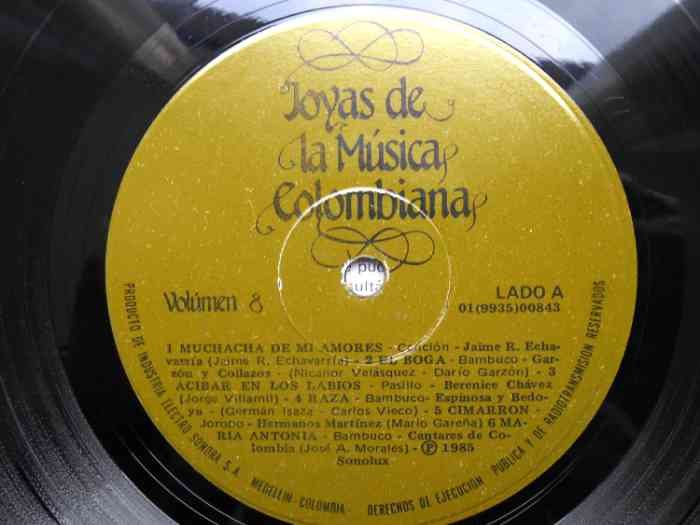 Joyas de
la Música
Colombiana
Volúmen 8
LADO A
01(9935)00843
1 MUCHACHA DE MI AMORES - Canción - Jaime R. Echa-
varría (Jaime R. Echavarría) - 2 EL BOGA - Bambuco - Gar-
zón y Collazos - (Nicanor Velásquez - Darío Garzón) - 3
ACIBAR EN LOS LABIOS - Pasillo - Berenice Chávez
(Jorge Villamil) - 4 RAZA - Bambuco - Espinosa y Bedo-
ya - (Germán Isaza - Carlos Vieco) - 5 CIMARRON -
Joropo - Hermanos Martínez (Mario Gareña) 6 MA-
RIA ANTONIA - Bambuco - Cantares de Co-
lombia (José A. Morales) - Ⓟ 1985
Sonolux
PRODUCTO DE INDUSTRIA ELECTRO SONORA S.A. MEDELLIN-COLOMBIA- DERECHOS DE EJECUCION PUBLICA Y DE RADIOTRANSMISION RESERVADOS